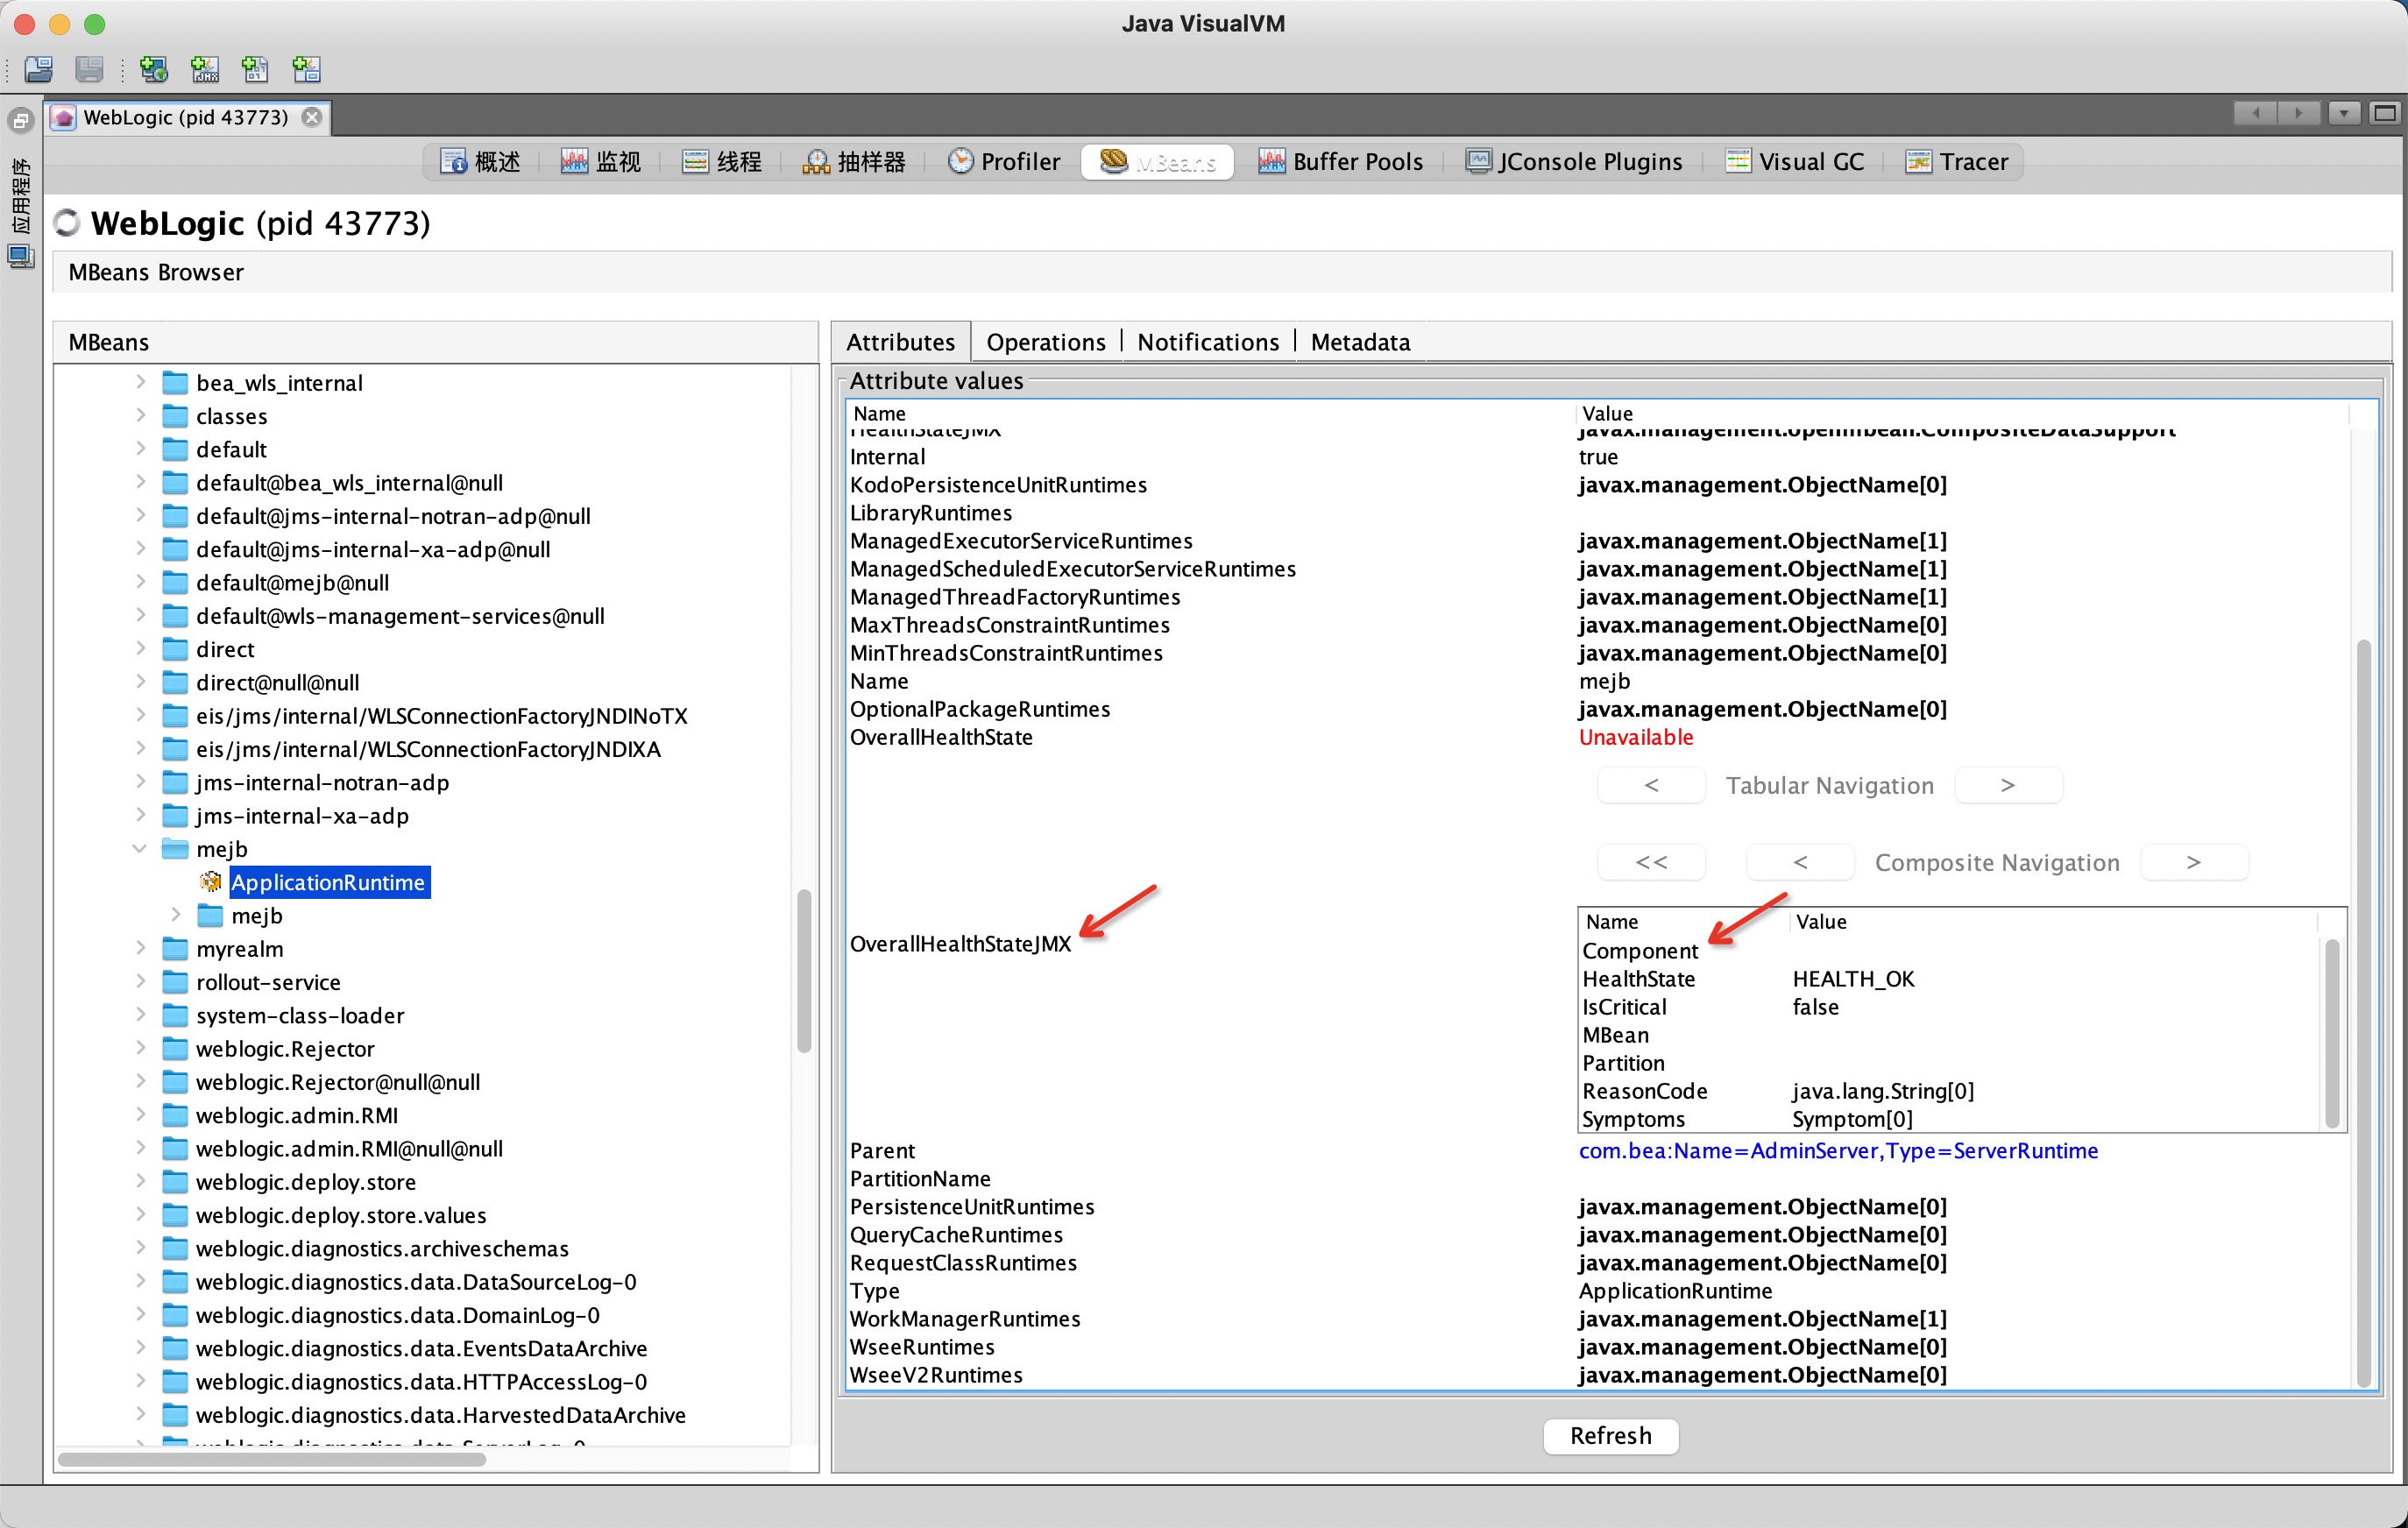 Java VisualVM
WebLogic (pid 43773)
应用程序
概述
监视
线程
抽样器
Profiler
MBeans
Buffer Pools
JConsole Plugins
Visual GC
Tracer
WebLogic (pid 43773)
MBeans Browser
MBeans
bea_wls_internal
classes
default
default@bea_wls_internal@null
default@jms-internal-notran-adp@null
default@jms-internal-xa-adp@null
default@mejb@null
default@wls-management-services@null
direct
direct@null@null
eis/jms/internal/WLSConnectionFactoryJNDINoTX
eis/jms/internal/WLSConnectionFactoryJNDIXA
jms-internal-notran-adp
jms-internal-xa-adp
mejb
ApplicationRuntime
mejb
myrealm
rollout-service
system-class-loader
weblogic.Rejector
weblogic.Rejector@null@null
weblogic.admin.RMI
weblogic.admin.RMI@null@null
weblogic.deploy.store
weblogic.deploy.store.values
weblogic.diagnostics.archiveschemas
weblogic.diagnostics.data.DataSourceLog-0
weblogic.diagnostics.data.DomainLog-0
weblogic.diagnostics.data.EventsDataArchive
weblogic.diagnostics.data.HTTPAccessLog-0
weblogic.diagnostics.data.HarvestedDataArchive
weblogic.diagnostics.data.ServerLog-0
Attributes Operations Notifications Metadata
Attribute values
Name Value
HealthStateJMX javax.management.openmbean.CompositeDataSupport
Internal true
KodoPersistenceUnitRuntimes javax.management.ObjectName[0]
LibraryRuntimes
ManagedExecutorServiceRuntimes javax.management.ObjectName[1]
ManagedScheduledExecutorServiceRuntimes javax.management.ObjectName[1]
ManagedThreadFactoryRuntimes javax.management.ObjectName[1]
MaxThreadsConstraintRuntimes javax.management.ObjectName[0]
MinThreadsConstraintRuntimes javax.management.ObjectName[0]
Name mejb
OptionalPackageRuntimes javax.management.ObjectName[0]
OverallHealthState Unavailable
< Tabular Navigation >
<< < Composite Navigation >
OverallHealthStateJMX
Name Value
Component
HealthState HEALTH_OK
IsCritical false
MBean
Partition
ReasonCode java.lang.String[0]
Symptoms Symptom[0]
Parent com.bea:Name=AdminServer,Type=ServerRuntime
PartitionName
PersistenceUnitRuntimes javax.management.ObjectName[0]
QueryCacheRuntimes javax.management.ObjectName[0]
RequestClassRuntimes javax.management.ObjectName[0]
Type ApplicationRuntime
WorkManagerRuntimes javax.management.ObjectName[1]
WseeRuntimes javax.management.ObjectName[0]
WseeV2Runtimes javax.management.ObjectName[0]
Refresh